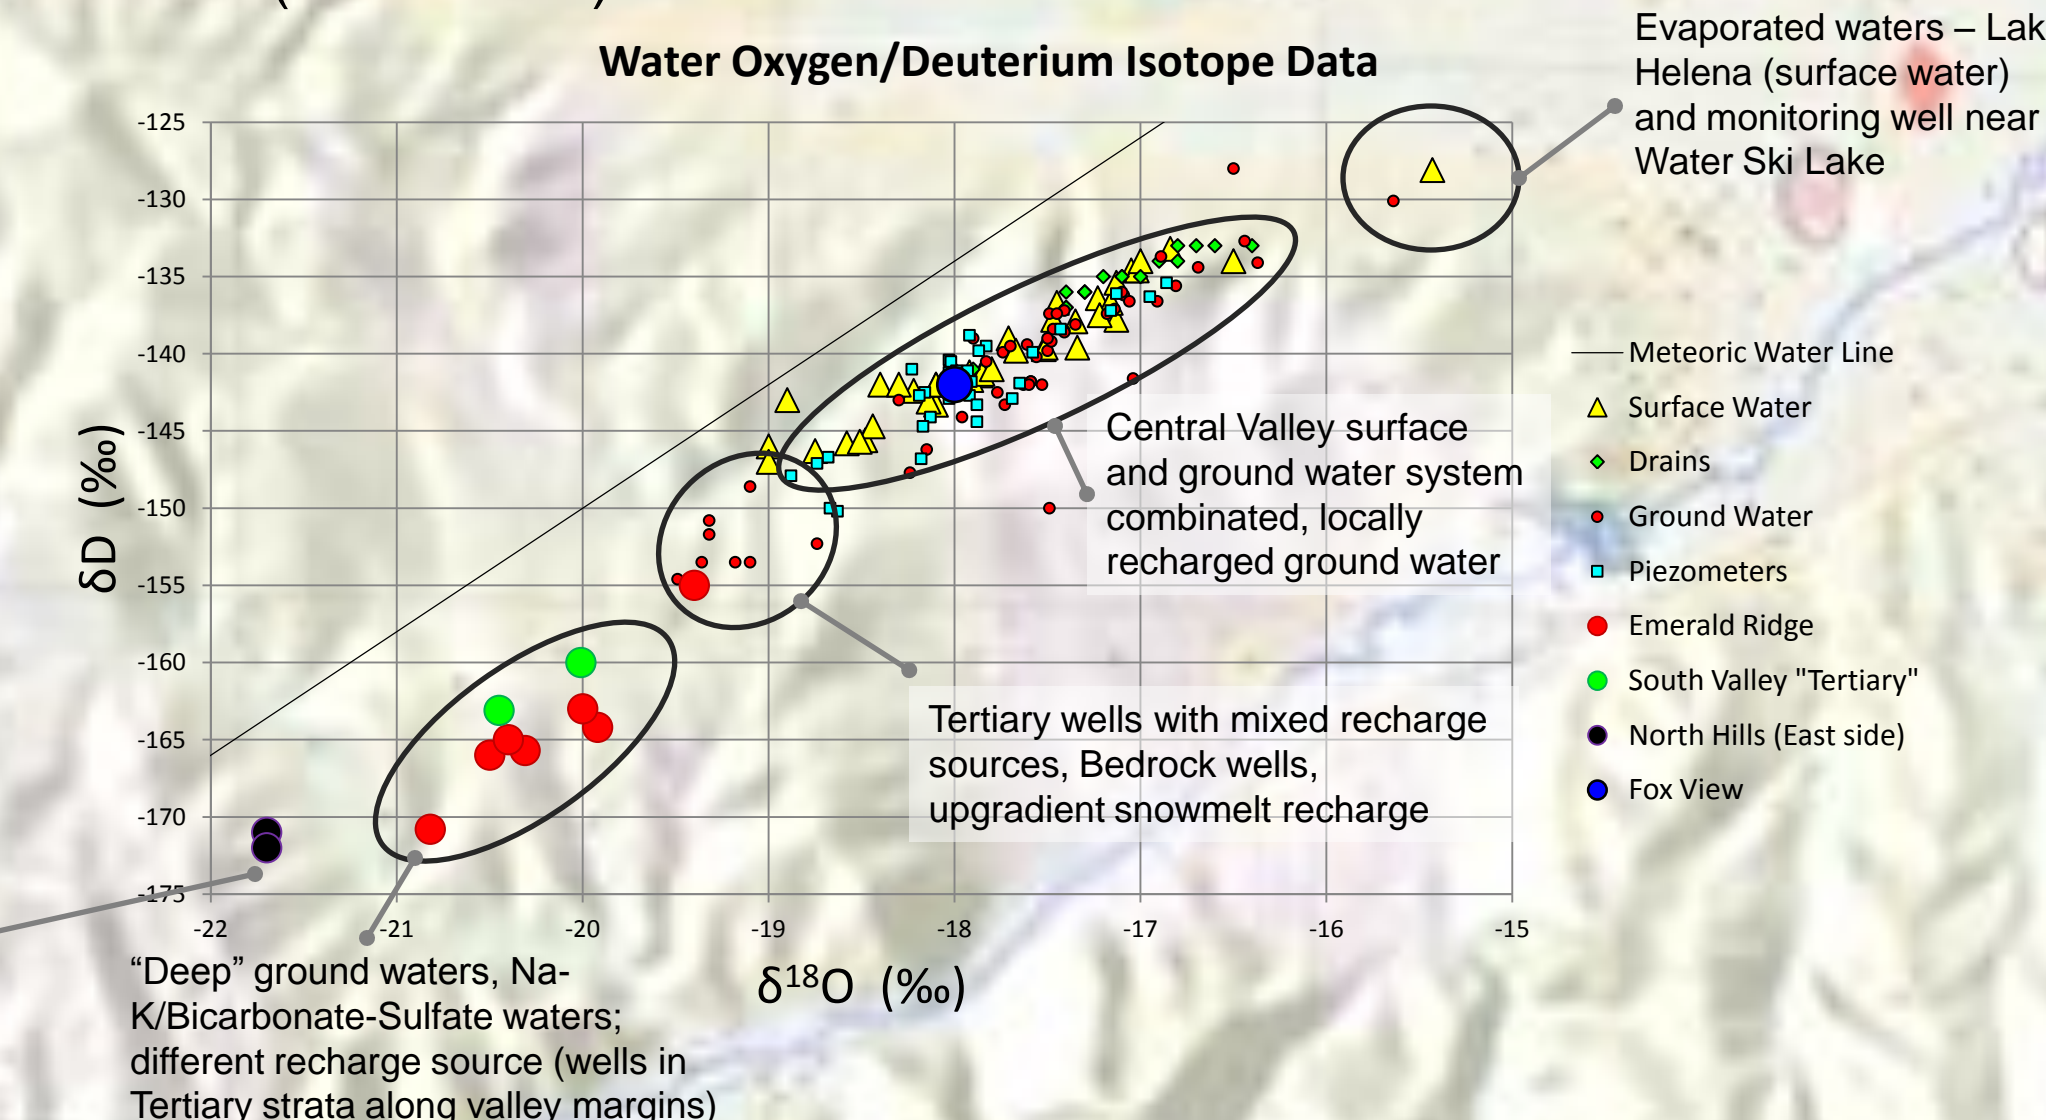 Water Oxygen/Deuterium Isotope Data
Evaporated waters – Lak
Helena (surface water)
and monitoring well near
Water Ski Lake
-125
-130
-135
-140
-145
-150
-155
-160
-165
-170
-175
δD (‰)
-22
-21
-20
-19
-18
-17
-16
-15
δ¹⁸O (‰)
Meteoric Water Line
Surface Water
Drains
Ground Water
Piezometers
Emerald Ridge
South Valley "Tertiary"
North Hills (East side)
Fox View
Central Valley surface
and ground water system
combinated, locally
recharged ground water
Tertiary wells with mixed recharge
sources, Bedrock wells,
upgradient snowmelt recharge
“Deep” ground waters, Na-
K/Bicarbonate-Sulfate waters;
different recharge source (wells in
Tertiary strata along valley margins)